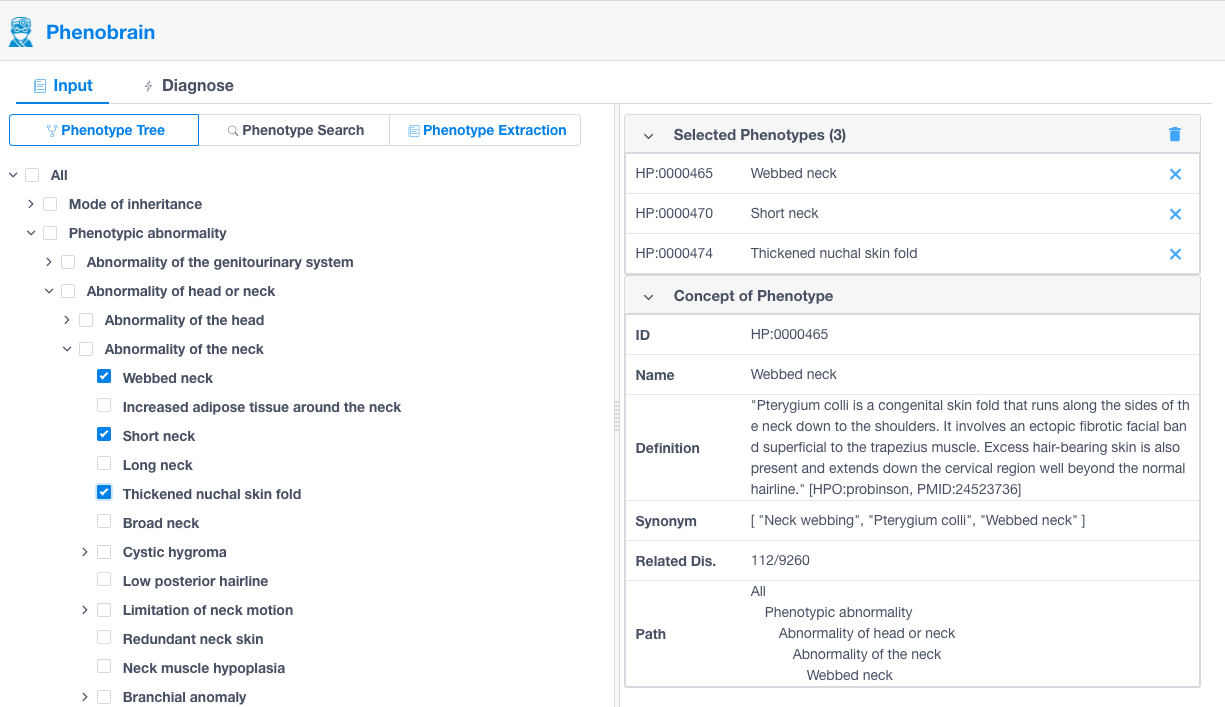 Phenobrain
Input
Diagnose
Phenotype Tree
Phenotype Search
Phenotype Extraction
All
Mode of inheritance
Phenotypic abnormality
Abnormality of the genitourinary system
Abnormality of head or neck
Abnormality of the head
Abnormality of the neck
Webbed neck
Increased adipose tissue around the neck
Short neck
Long neck
Thickened nuchal skin fold
Broad neck
Cystic hygroma
Low posterior hairline
Limitation of neck motion
Redundant neck skin
Neck muscle hypoplasia
Branchial anomaly
Selected Phenotypes (3)
HP:0000465 Webbed neck
HP:0000470 Short neck
HP:0000474 Thickened nuchal skin fold
Concept of Phenotype
ID HP:0000465
Name Webbed neck
Definition
"Pterygium colli is a congenital skin fold that runs along the sides of th
e neck down to the shoulders. It involves an ectopic fibrotic facial ban
d superficial to the trapezius muscle. Excess hair-bearing skin is also
present and extends down the cervical region well beyond the normal
hairline." [HPO:probinson, PMID:24523736]
Synonym [ "Neck webbing", "Pterygium colli", "Webbed neck" ]
Related Dis. 112/9260
Path
All
Phenotypic abnormality
Abnormality of head or neck
Abnormality of the neck
Webbed neck